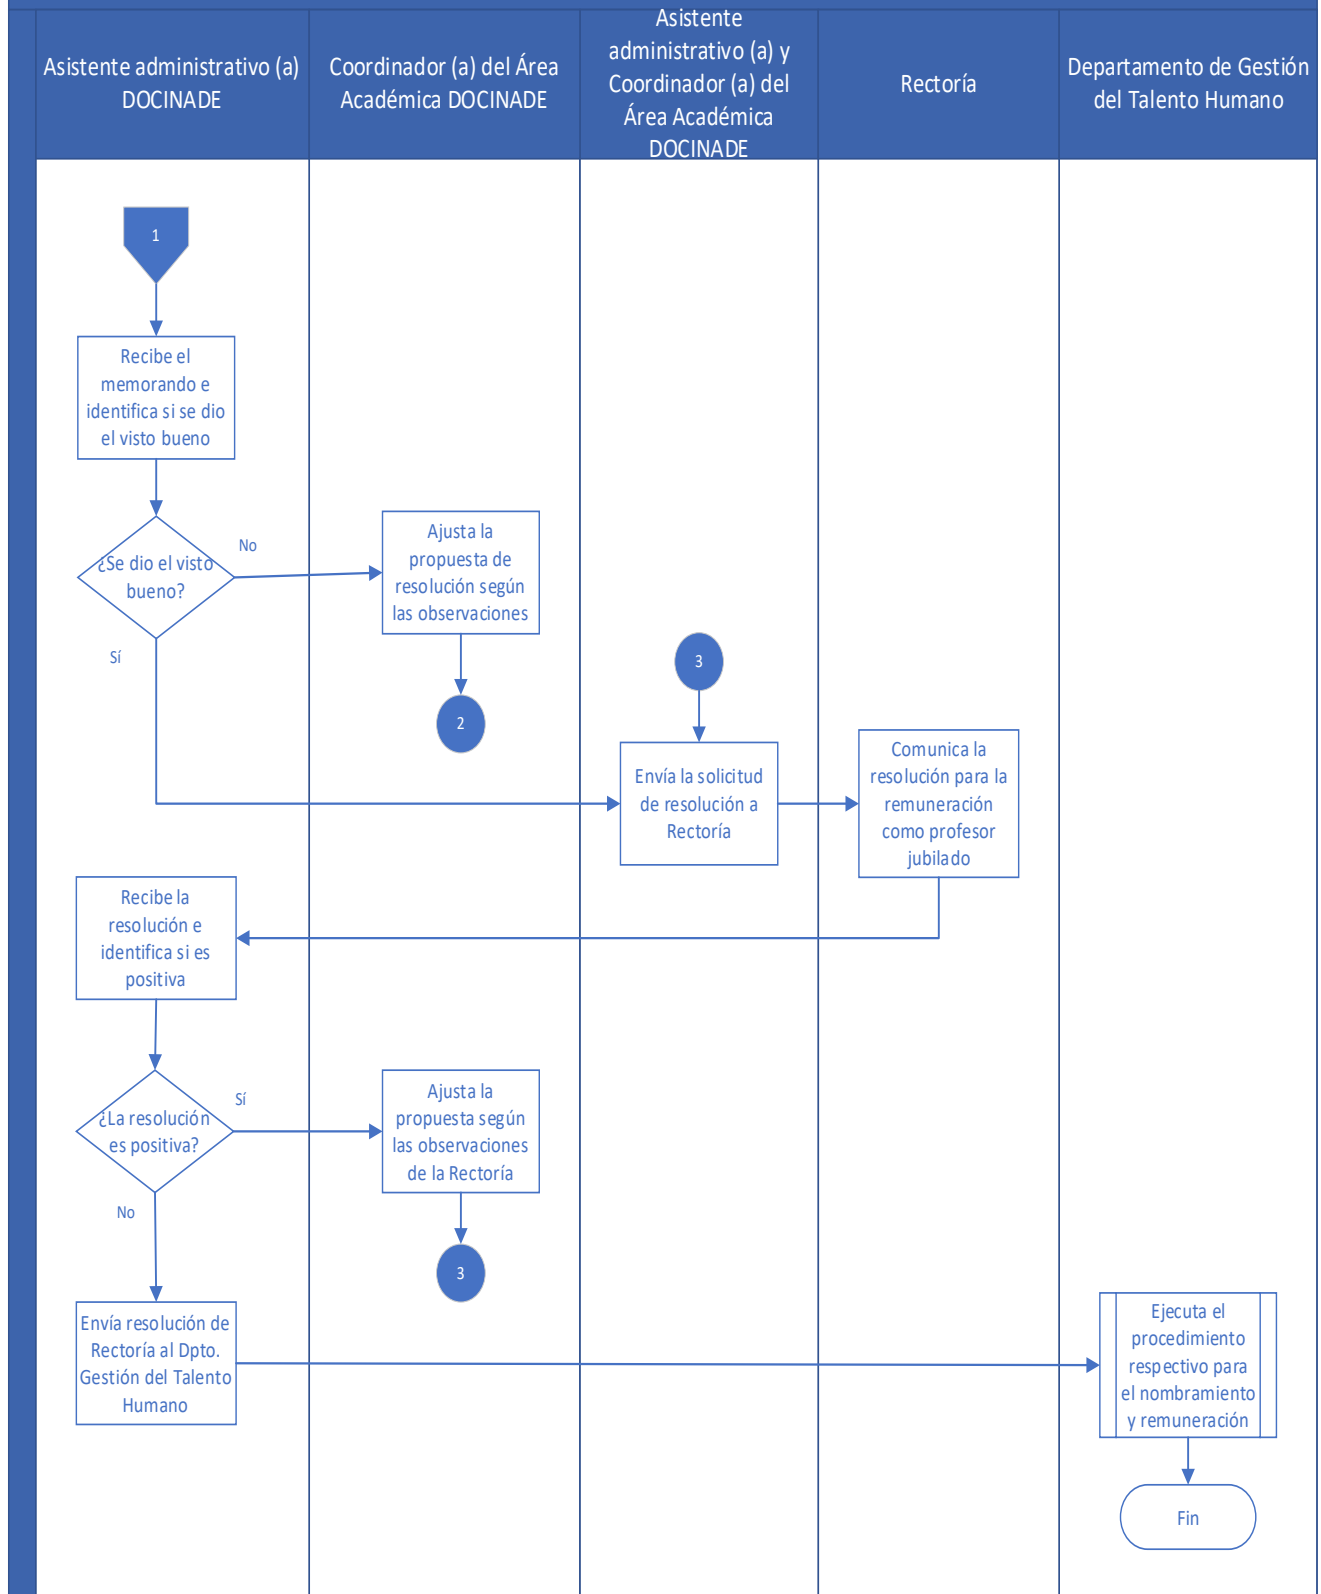 Asistente administrativo (a)
DOCINADE
Coordinador (a) del Área
Académica DOCINADE
Asistente
administrativo (a) y
Coordinador (a) del
Área Académica
DOCINADE
Rectoría
Departamento de Gestión
del Talento Humano
1
Recibe el
memorando e
identifica si se dio
el visto bueno
¿Se dio el visto
bueno?
No
Sí
Ajusta la
propuesta de
resolución según
las observaciones
2
3
Envía la solicitud
de resolución a
Rectoría
Comunica la
resolución para la
remuneración
como profesor
jubilado
Recibe la
resolución e
identifica si es
positiva
¿La resolución
es positiva?
Sí
No
Ajusta la
propuesta según
las observaciones
de la Rectoría
3
Envía resolución de
Rectoría al Dpto.
Gestión del Talento
Humano
Ejecuta el
procedimiento
respectivo para
el nombramiento
y remuneración
Fin